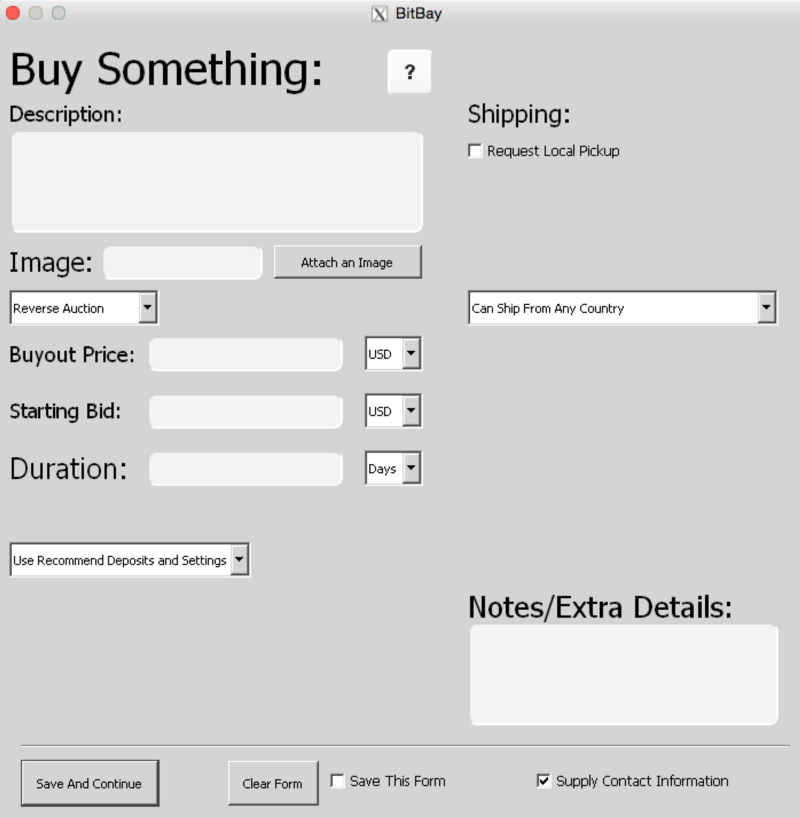 BitBay
Buy Something:
?
Description:
Shipping:
Request Local Pickup
Image:
Attach an Image
Reverse Auction
Can Ship From Any Country
Buyout Price:
USD
Starting Bid:
USD
Duration:
Days
Use Recommend Deposits and Settings
Notes/Extra Details:
Save And Continue
Clear Form
Save This Form
Supply Contact Information